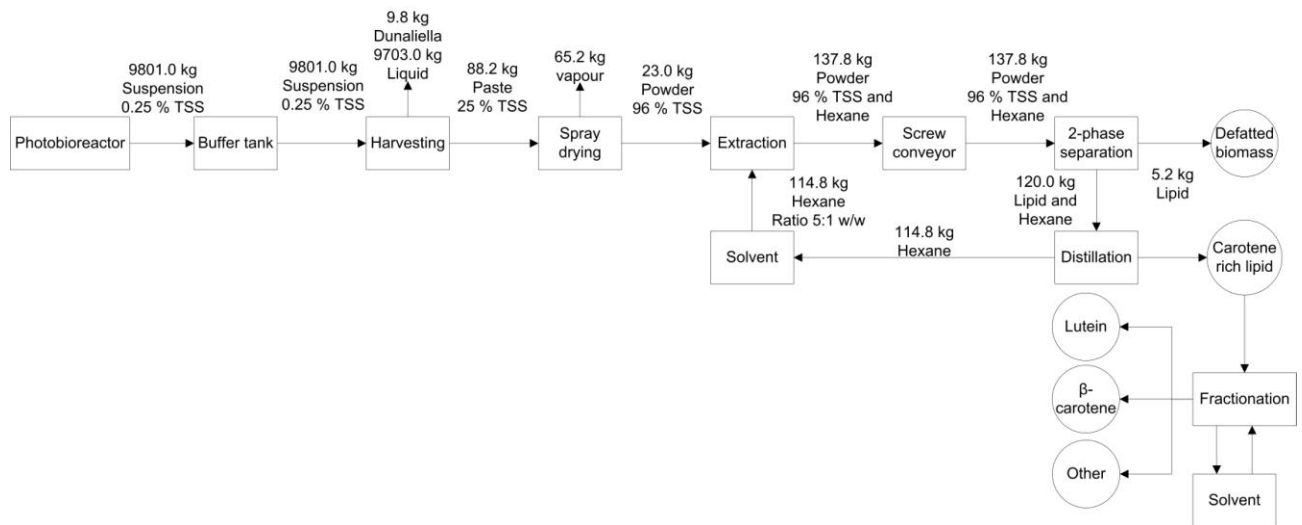 9801.0 kg
Suspension
0.25 % TSS
9801.0 kg
Suspension
0.25 % TSS
9.8 kg
Dunaliella
9703.0 kg
Liquid
88.2 kg
Paste
25 % TSS
65.2 kg
vapour
23.0 kg
Powder
96 % TSS
137.8 kg
Powder
96 % TSS and
Hexane
137.8 kg
Powder
96 % TSS and
Hexane
Photobioreactor
Buffer tank
Harvesting
Spray
drying
Extraction
Screw
conveyor
2-phase
separation
Defatted
biomass
114.8 kg
Hexane
Ratio 5:1 w/w
120.0 kg
Lipid and
Hexane
5.2 kg
Lipid
Solvent
114.8 kg
Hexane
Distillation
Carotene
rich lipid
Lutein
β-
carotene
Other
Fractionation
Solvent